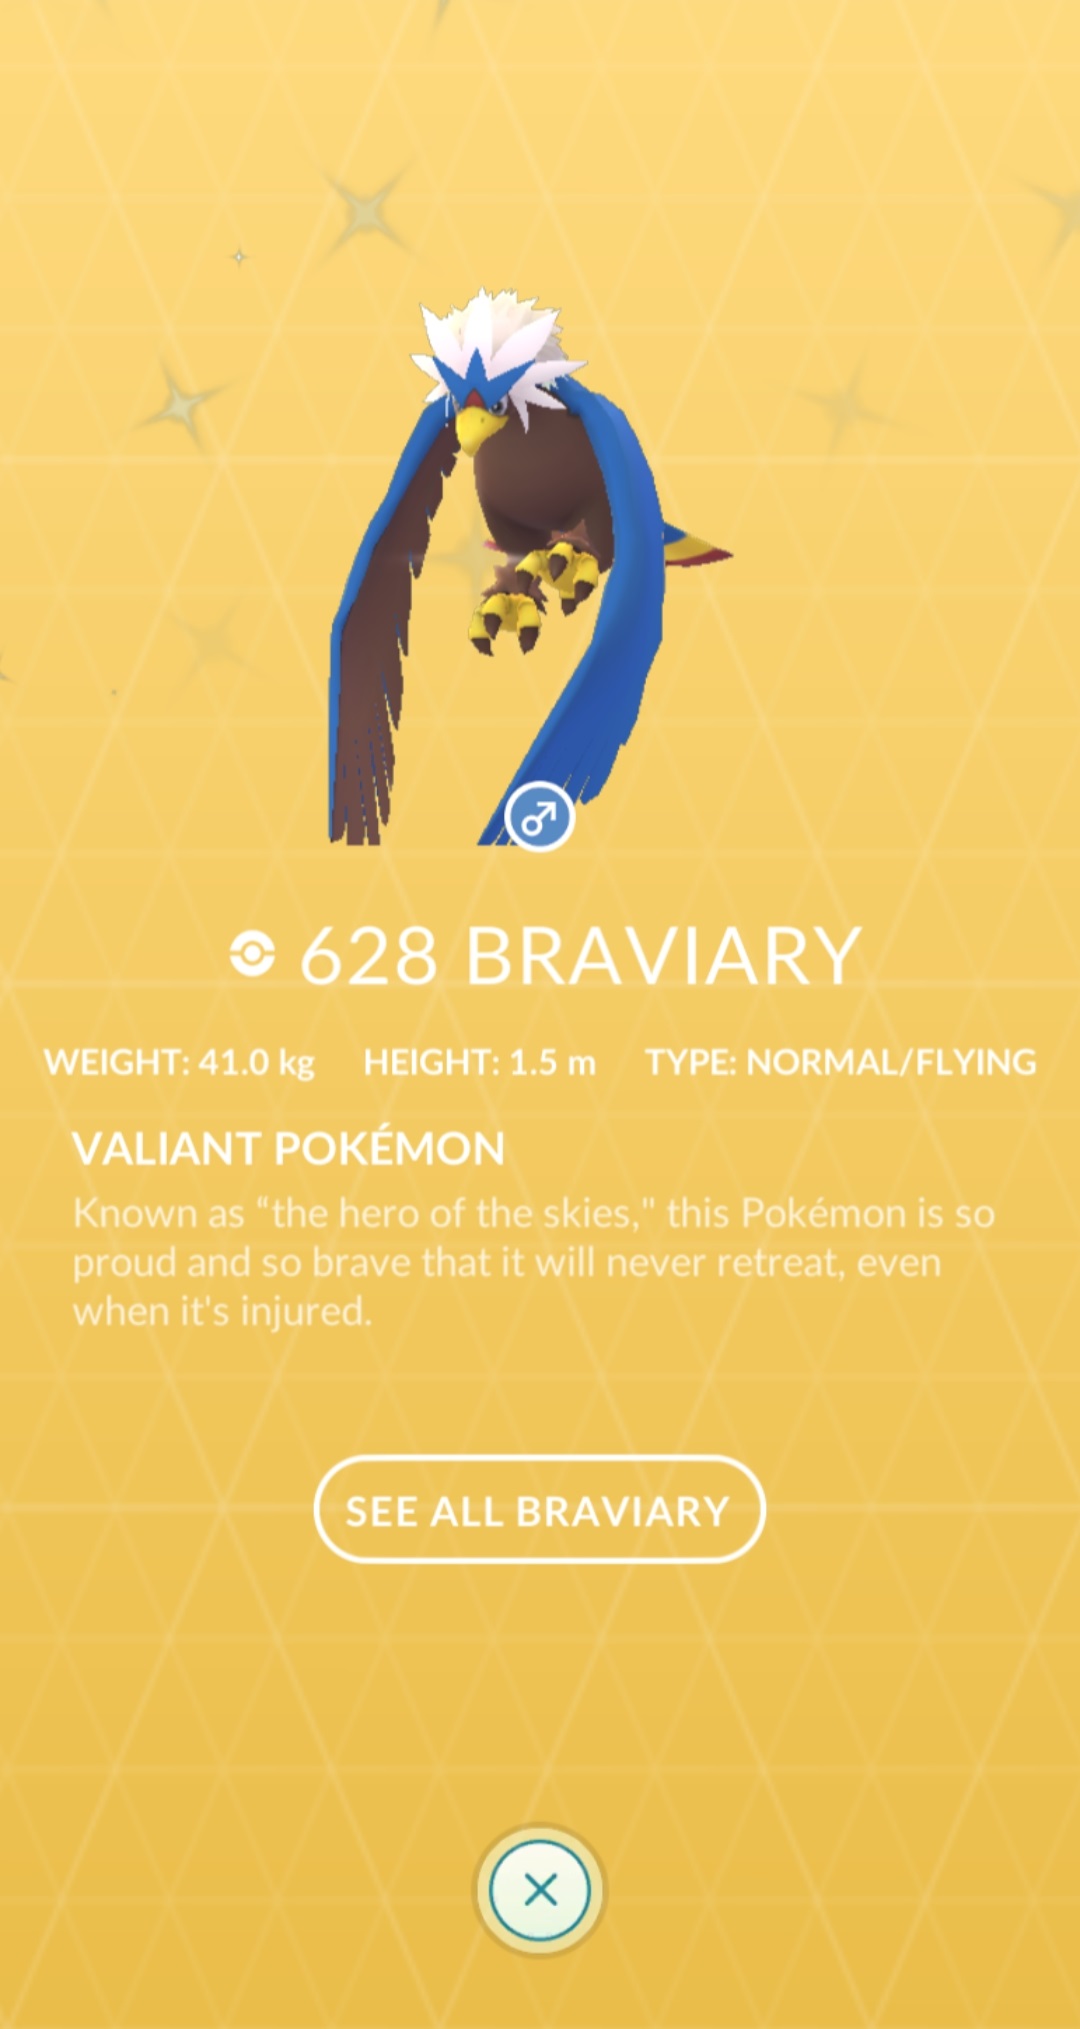 628 BRAVIARY
WEIGHT: 41.0 kg HEIGHT: 1.5 m TYPE: NORMAL/FLYING
VALIANT POKÉMON
Known as “the hero of the skies," this Pokémon is so
proud and so brave that it will never retreat, even
when it's injured.
SEE ALL BRAVIARY